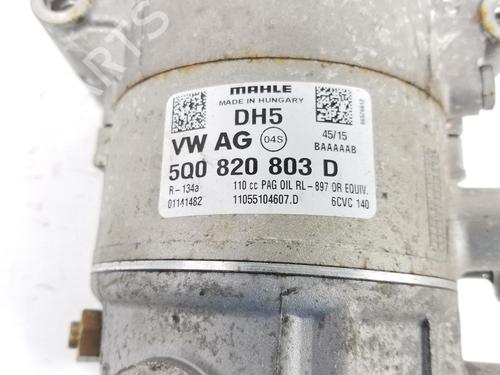 MAHLE
MADE IN HUNGARY
DH5
VW AG 04S
45/15
BAAAAAB
5Q0 820 803 D
R-134a 110 cc PAG OIL RL-897 OR EQUIV.
01141482 11055104607.D 6CVC 140
PARTS